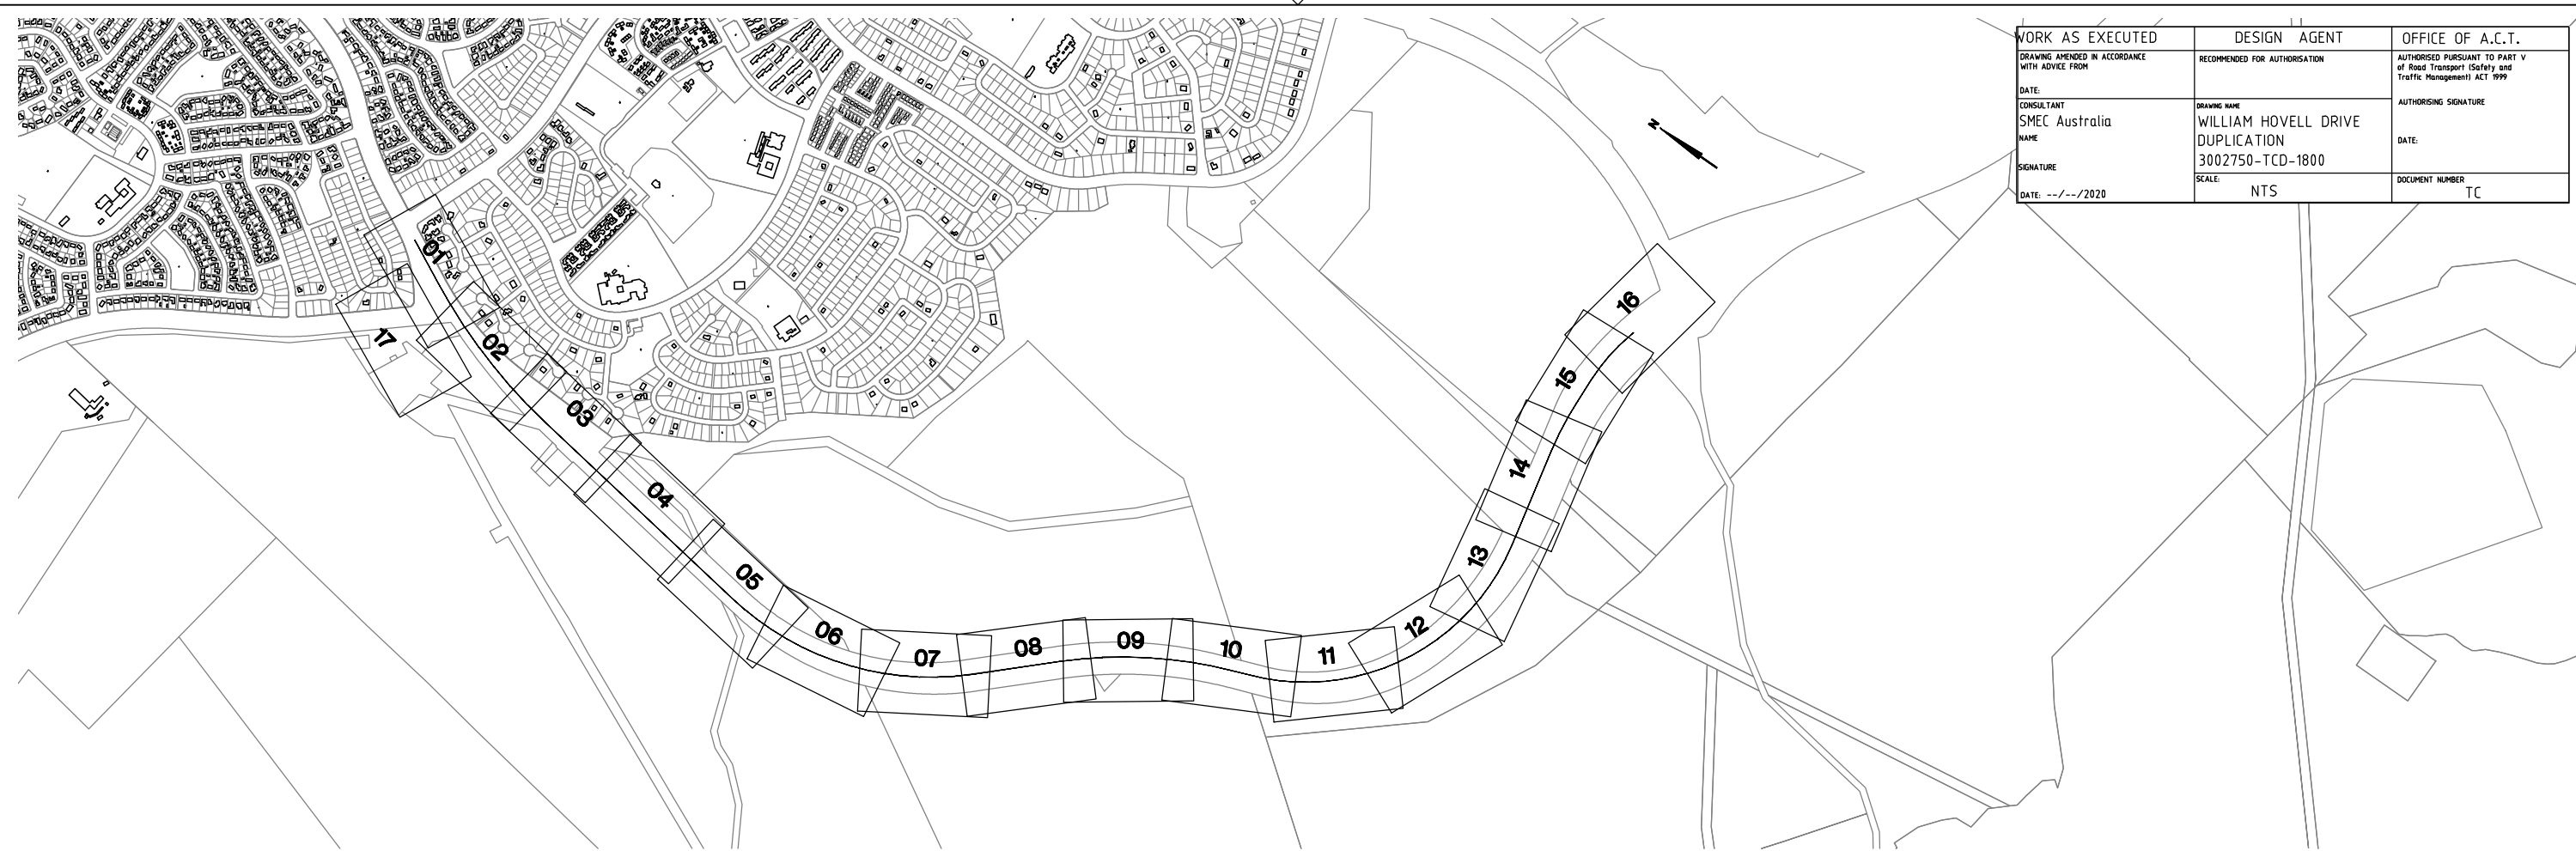 WORK AS EXECUTED
DRAWING AMENDED IN ACCORDANCE
WITH ADVICE FROM
DATE:
CONSULTANT
SMEC Australia
NAME
SIGNATURE
DATE: --/--/2020
DESIGN AGENT
RECOMMENDED FOR AUTHORISATION
DRAWING NAME
WILLIAM HOVELL DRIVE
DUPLICATION
3002750-TCD-1800
SCALE:
NTS
OFFICE OF A.C.T.
AUTHORISED PURSUANT TO PART V
of Road Transport (Safety and
Traffic Management) ACT 1999
AUTHORISING SIGNATURE
DATE:
DOCUMENT NUMBER
TC
N
01
02
03
04
05
06
07
08
09
10
11
12
13
14
15
16
17